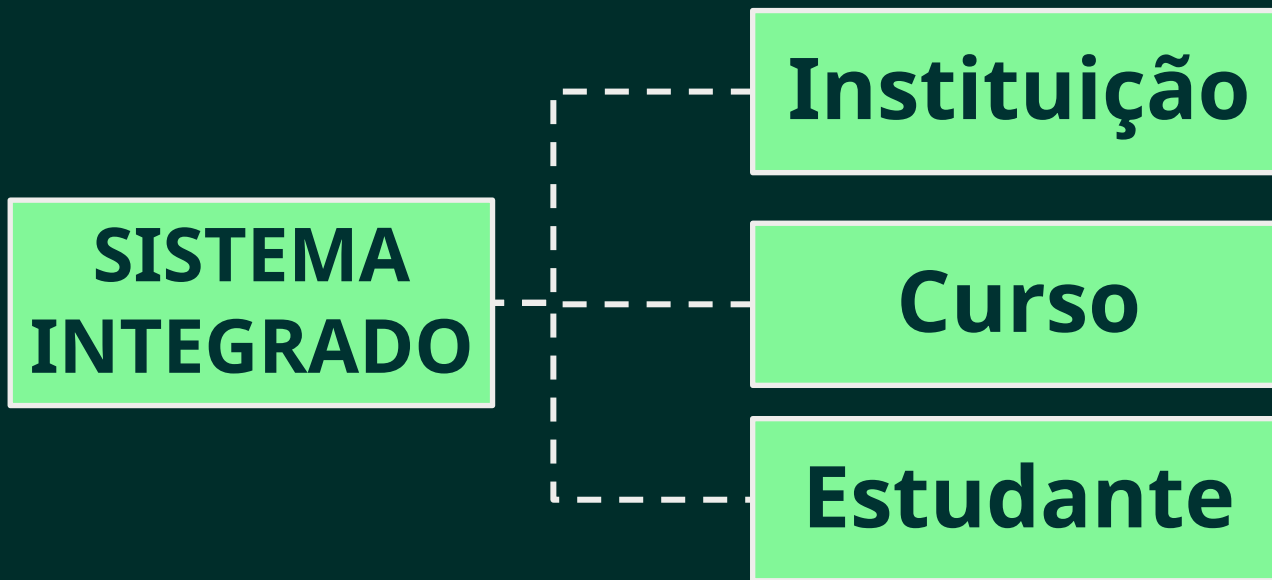 Instituição
SISTEMA
INTEGRADO
Curso
Estudante